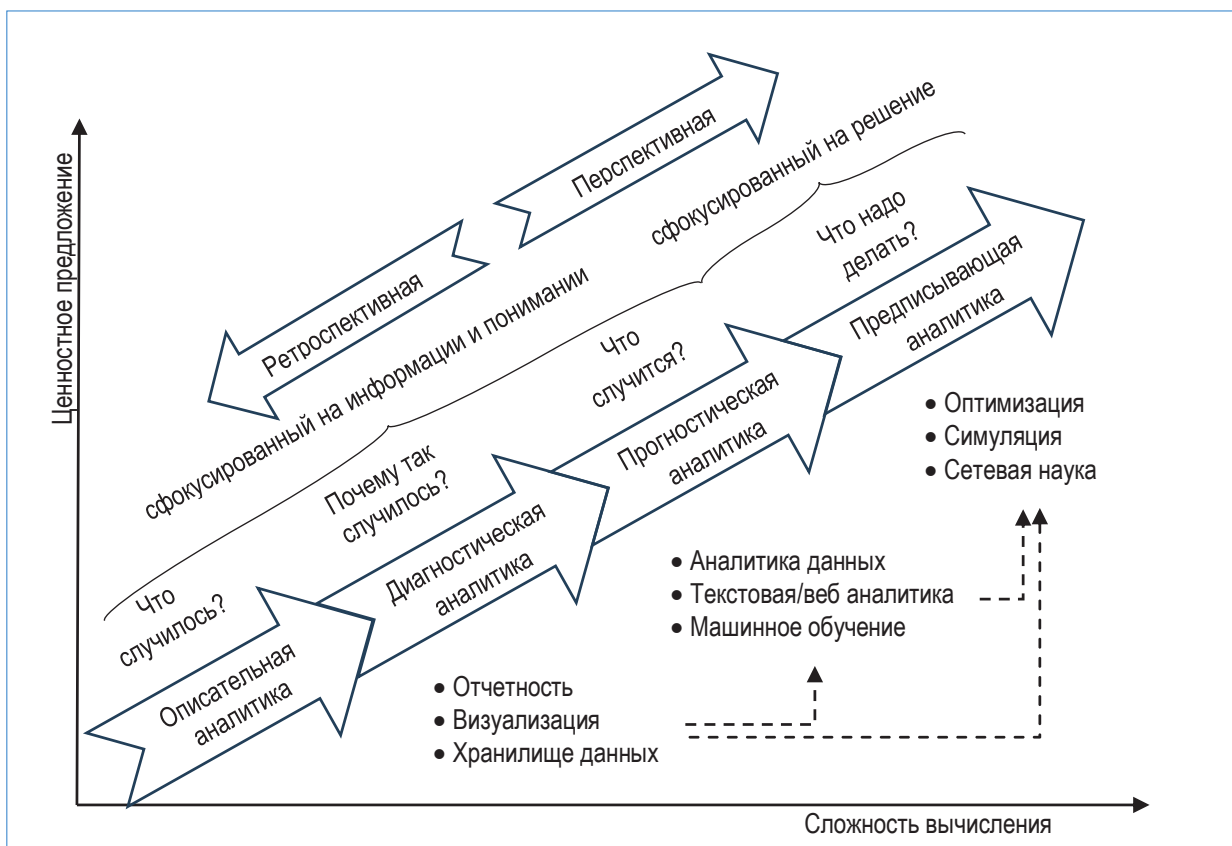 Ценностное предложение
Ретроспективная
Перспективная
сфокусированный на информации и понимании
сфокусированный на решение
Что
случилось?
Почему так
случилось?
Что
случится?
Что надо
делать?
Описательная
аналитика
Диагностическая
аналитика
Прогностическая
аналитика
Предписывающая
аналитика
• Оптимизация
• Симуляция
• Сетевая наука
• Аналитика данных
• Текстовая/веб аналитика
• Машинное обучение
• Отчетность
• Визуализация
• Хранилище данных
Сложность вычисления